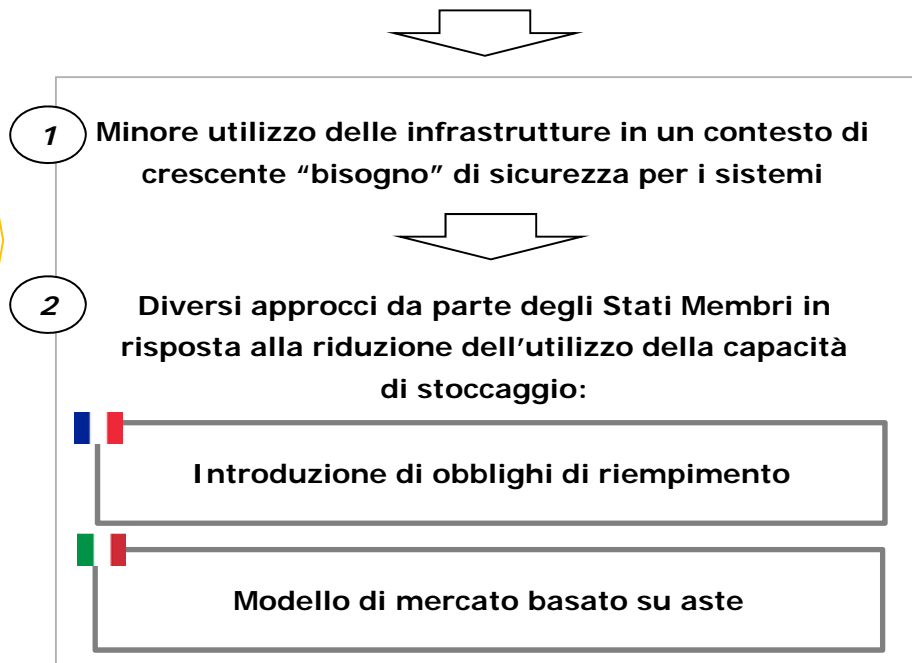 1
Minore utilizzo delle infrastrutture in un contesto di
crescente “bisogno” di sicurezza per i sistemi
2
Diversi approcci da parte degli Stati Membri in
risposta alla riduzione dell’utilizzo della capacità
di stoccaggio:
Introduzione di obblighi di riempimento
Modello di mercato basato su aste